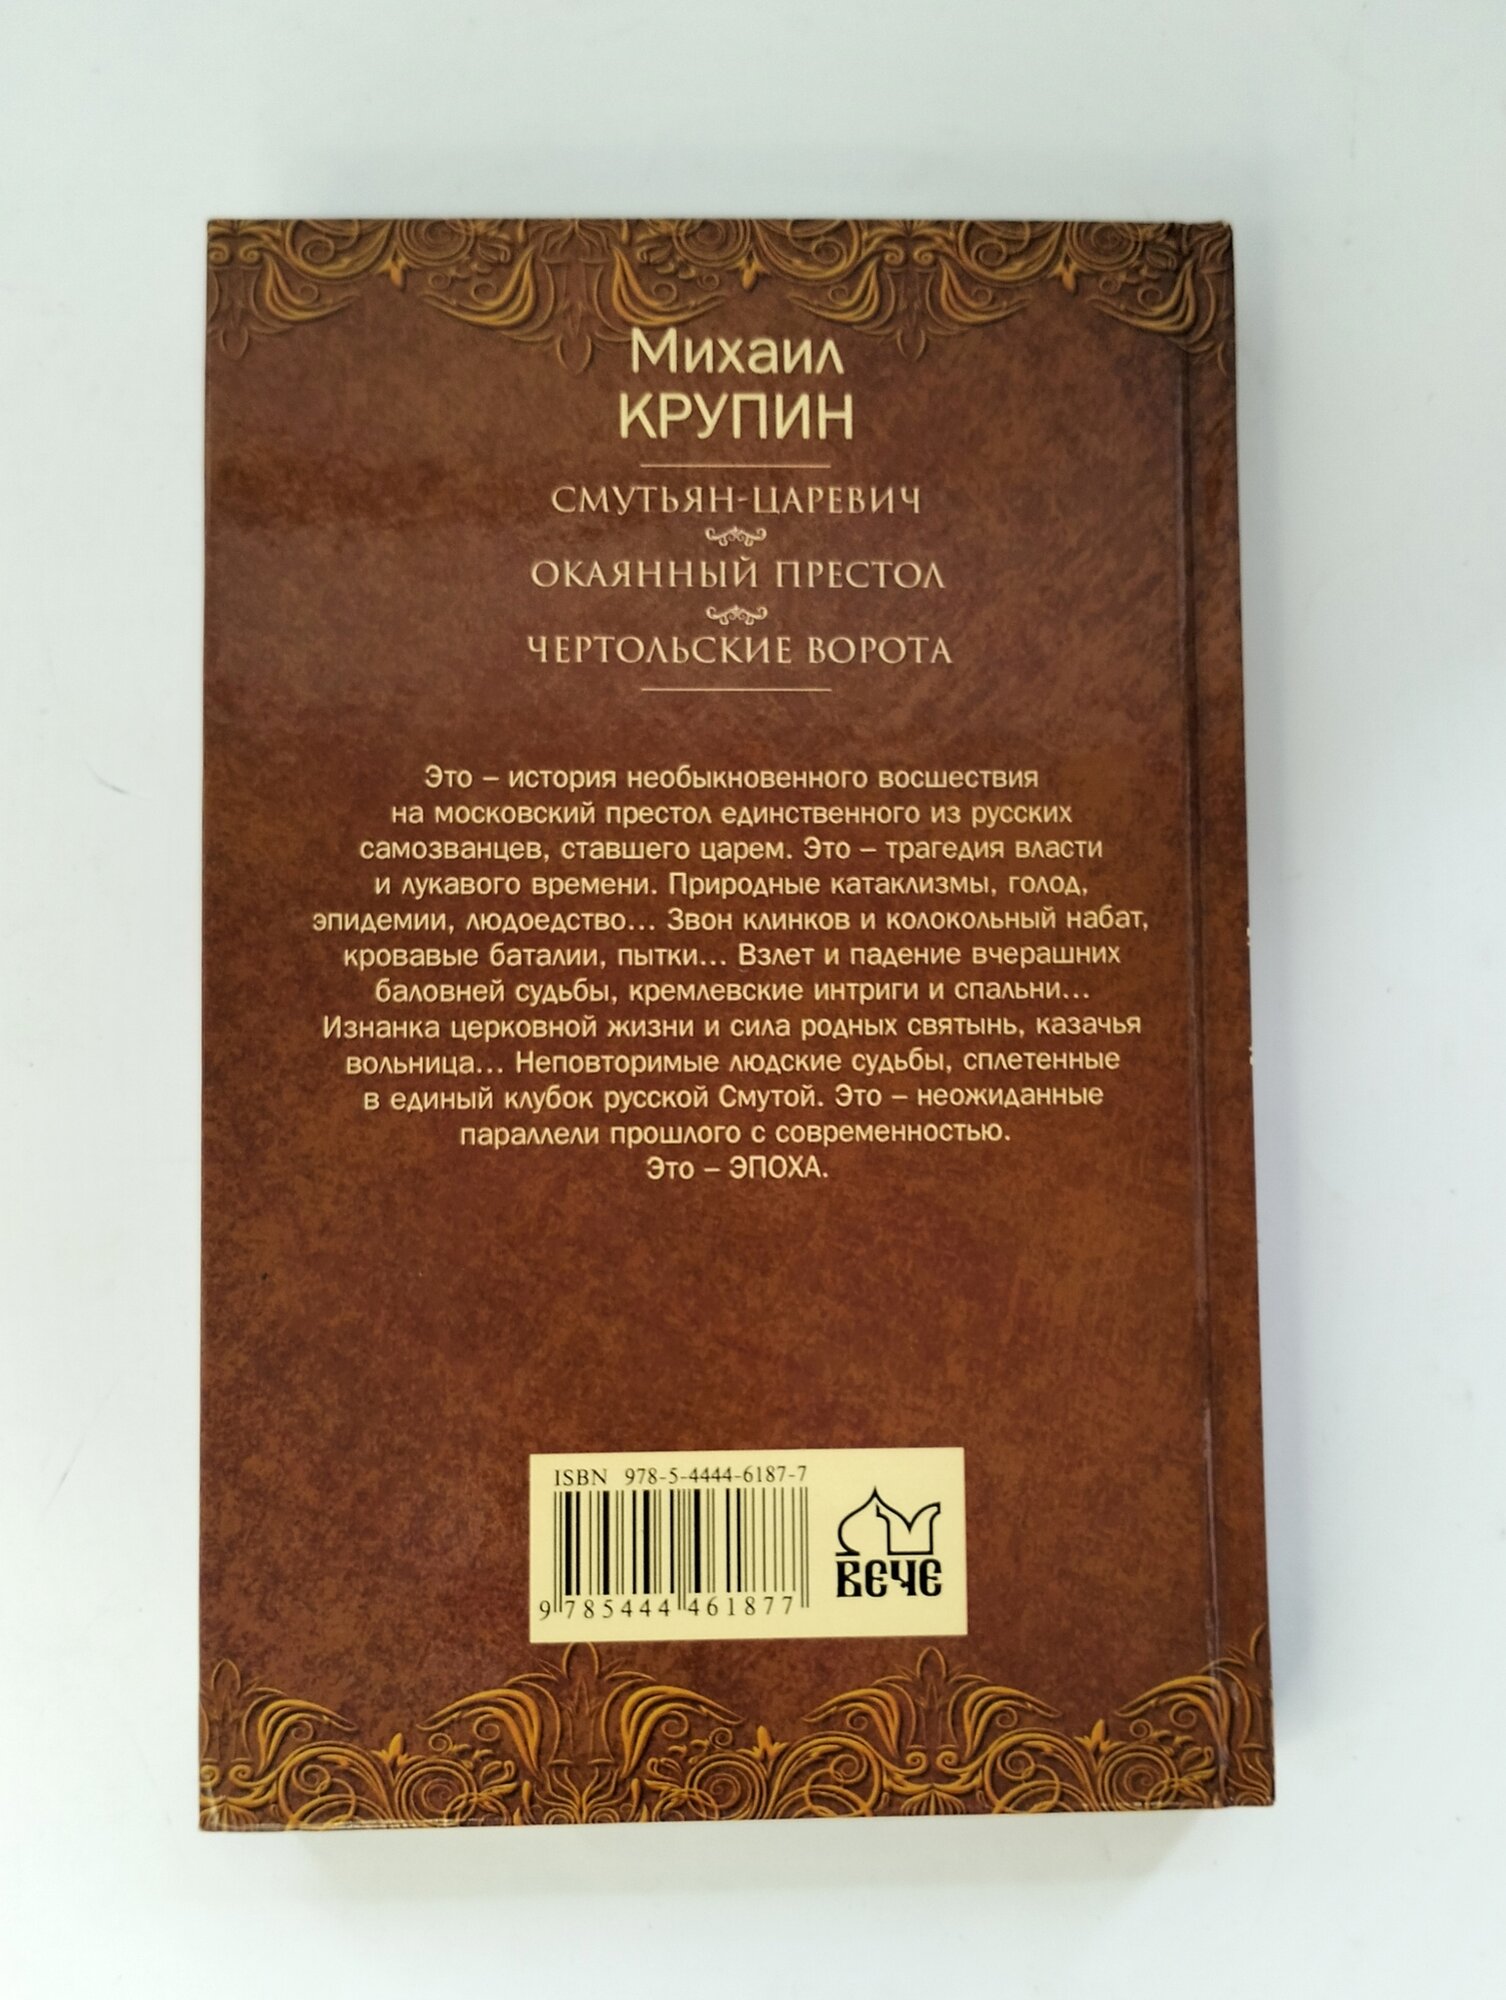 Михаил
КРУПИН
СМУТЬЯН-ЦАРЕВИЧ
ОКАЯННЫЙ ПРЕСТОЛ
ЧЕРТОЛЬСКИЕ ВОРОТА
Это – история необыкновенного восшествия
на московский престол единственного из русских
самозванцев, ставшего царем. Это – трагедия власти
и лукавого времени. Природные катаклизмы, голод,
эпидемии, людоедство... Звон клинков и колокольный набат,
кровавые баталии, пытки... Взлет и падение вчерашних
баловней судьбы, кремлевские интриги и спальни...
Изнанка церковной жизни и сила родных святынь, казачья
вольница... Неповторимые людские судьбы, сплетенные
в единый клубок русской Смутой. Это – неожиданные
параллели прошлого с современностью.
Это – ЭПОХА.
ISBN 978-5-4444-6187-7
9 785444 461877
ВЕЧЕ